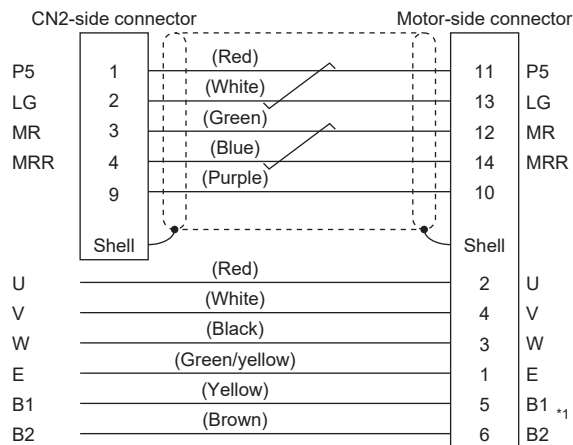 CN2-side connector Motor-side connector
P5 1 (Red) 11 P5
LG 2 (White) 13 LG
MR 3 (Green) 12 MR
MRR 4 (Blue) 14 MRR
9 (Purple) 10
Shell Shell
U (Red) 2 U
V (White) 4 V
W (Black) 3 W
E (Green/yellow) 1 E
B1 (Yellow) 5 B1 *1
B2 (Brown) 6 B2